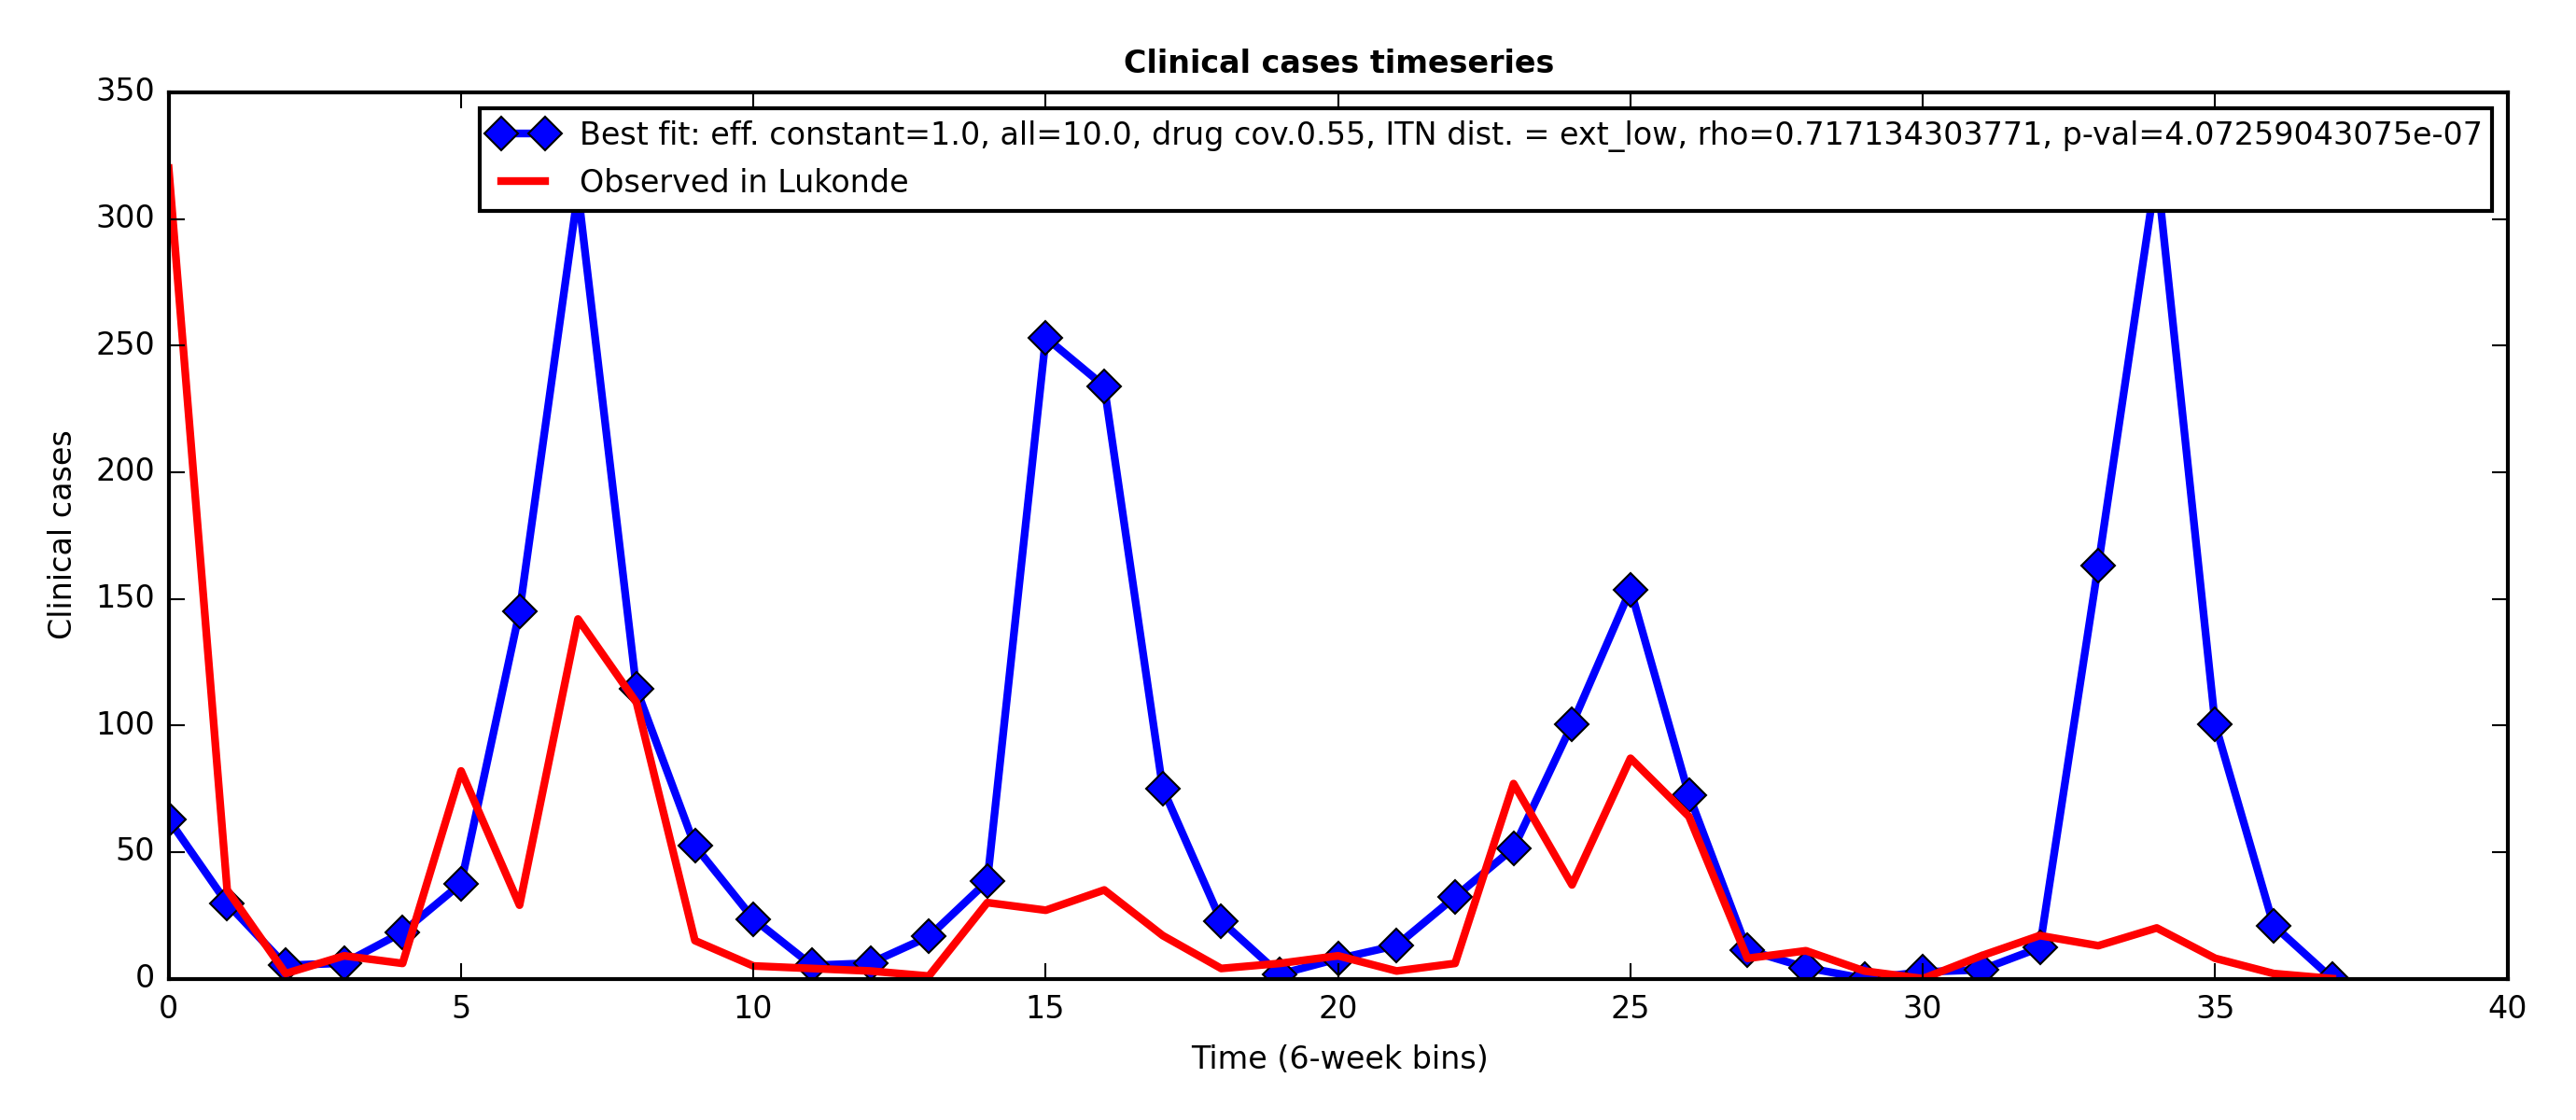 Clinical cases timeseries
350
300
250
200
150
100
50
0
Clinical cases
Best fit: eff. constant=1.0, all=10.0, drug cov.0.55, ITN dist. = ext_low, rho=0.717134303771, p-val=4.07259043075e-07
Observed in Lukonde
0 5 10 15 20 25 30 35 40
Time (6-week bins)